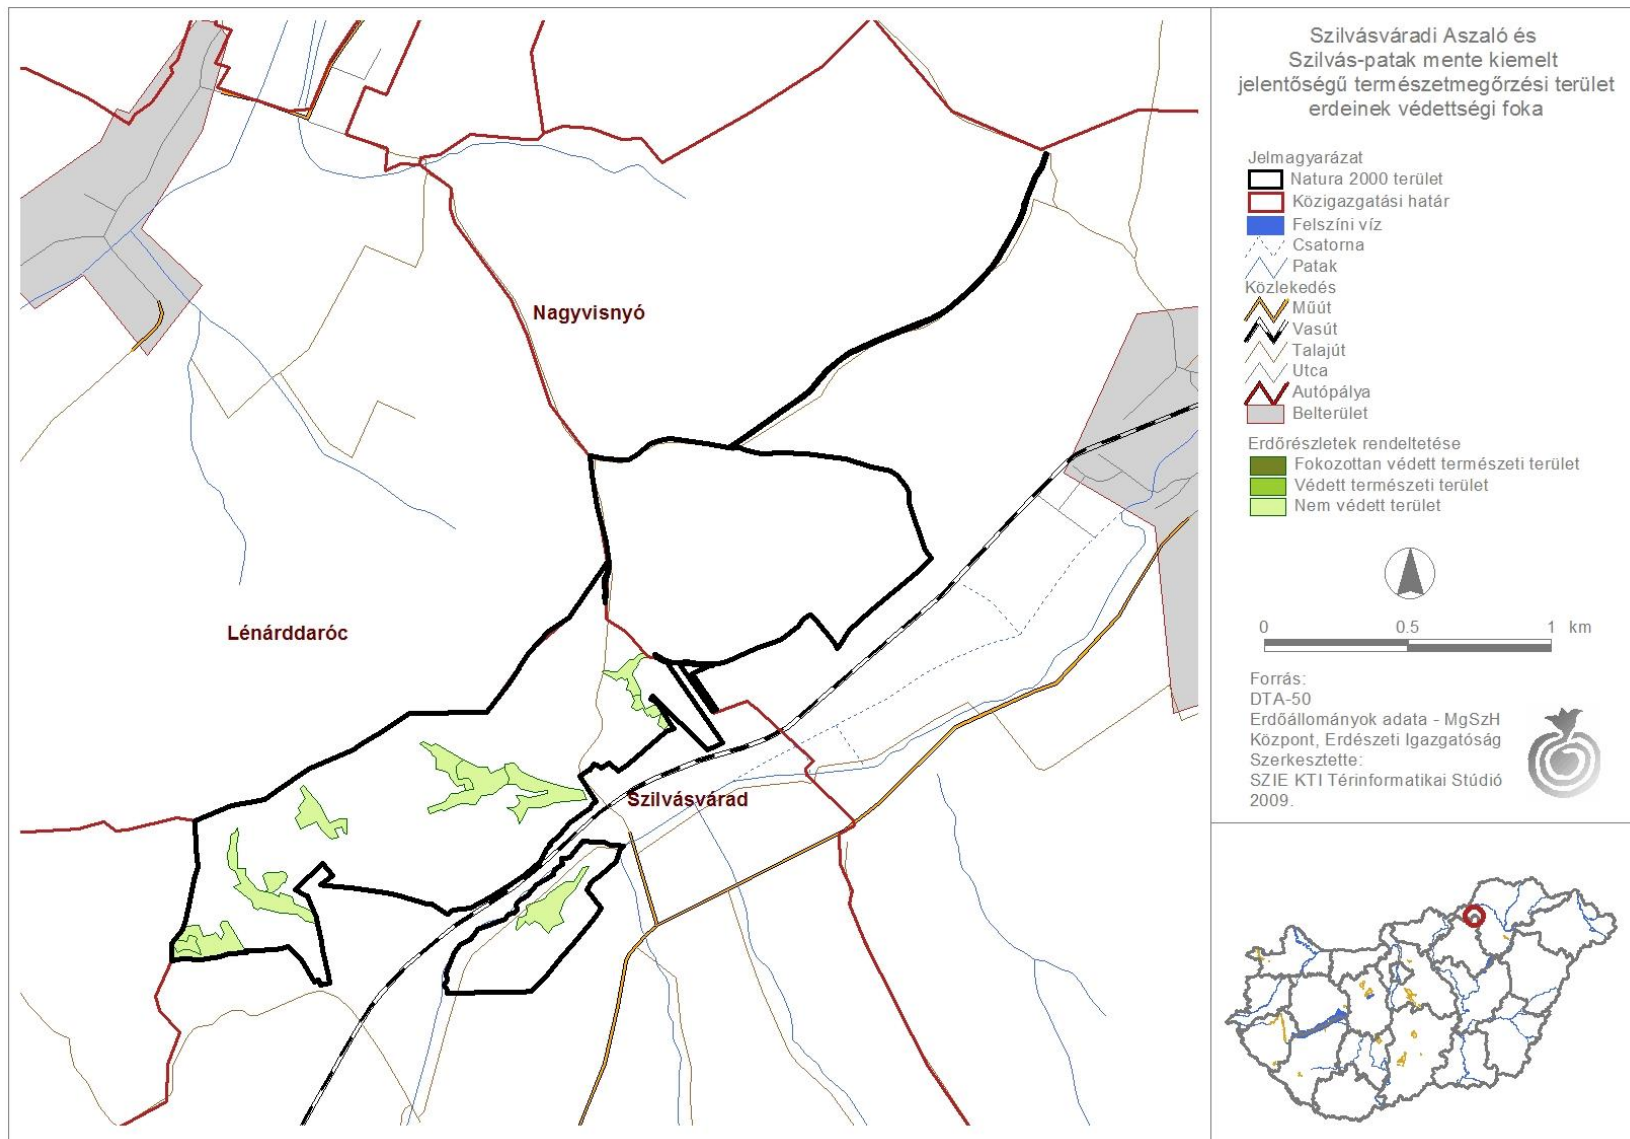 Szilvásváradi Aszaló és
Szilvás-patak mente kiemelt
jelentőségű természetmegőrzési terület
erdeinek védettségi foka
Jelmagyarázat
Natura 2000 terület
Közigazgatási határ
Felszíni víz
Csatorna
Patak
Közlekedés
Műút
Vasút
Talajút
Utca
Autópálya
Belterület
Erdőrészletek rendeltetése
Fokozottan védett természeti terület
Védett természeti terület
Nem védett terület
0 0.5 1 km
Forrás:
DTA-50
Erdőállományok adata - MgSzH
Központ, Erdészeti Igazgatóság
Szerkesztette:
SZIE KTI Térinformatikai Stúdió
2009.
Nagyvisnyó
Lénárddaróc
Szilvásvárad